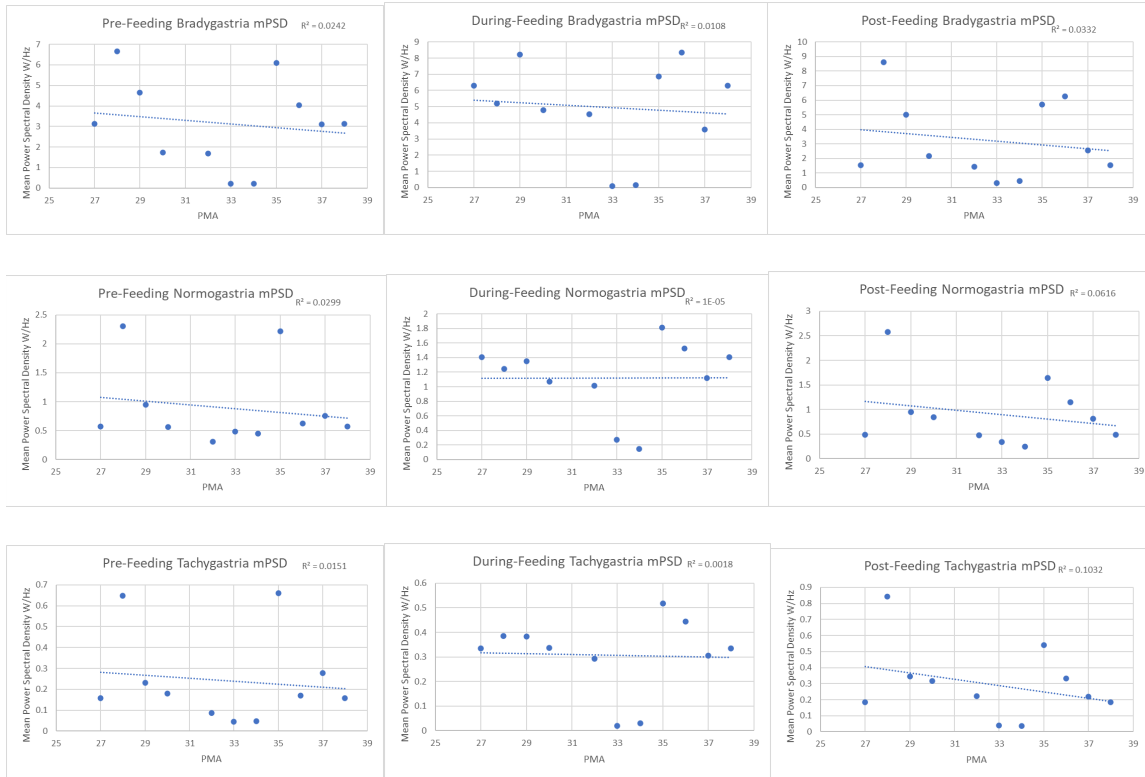 Pre-Feeding Bradygastria mPSD
R² = 0.0242
Mean Power Spectral Density W/Hz
7
6
5
4
3
2
1
0
25 27 29 31 33 35 37 39
PMA
During-Feeding Bradygastria mPSD
R² = 0.0108
Mean Power Spectral Density W/Hz
9
8
7
6
5
4
3
2
1
0
25 27 29 31 33 35 37 39
PMA
Post-Feeding Bradygastria mPSD
R² = 0.0332
Mean Power Spectral Density W/Hz
10
9
8
7
6
5
4
3
2
1
0
25 27 29 31 33 35 37 39
PMA
Pre-Feeding Normogastria mPSD
R² = 0.0299
Mean Power Spectral Density W/Hz
2.5
2
1.5
1
0.5
0
25 27 29 31 33 35 37 39
PMA
During-Feeding Normogastria mPSD
R² = 1E-05
Mean Power Spectral Density W/Hz
2
1.8
1.6
1.4
1.2
1
0.8
0.6
0.4
0.2
0
25 27 29 31 33 35 37 39
PMA
Post-Feeding Normogastria mPSD
R² = 0.0616
Mean Power Spectral Density W/Hz
3
2.5
2
1.5
1
0.5
0
25 27 29 31 33 35 37 39
PMA
Pre-Feeding Tachygastria mPSD
R² = 0.0151
Mean Power Spectral Density W/Hz
0.7
0.6
0.5
0.4
0.3
0.2
0.1
0
25 27 29 31 33 35 37 39
PMA
During-Feeding Tachygastria mPSD
R² = 0.0018
Mean Power Spectral Density W/Hz
0.6
0.5
0.4
0.3
0.2
0.1
0
25 27 29 31 33 35 37 39
PMA
Post-Feeding Tachygastria mPSD
R² = 0.1032
Mean Power Spectral Density W/Hz
0.9
0.8
0.7
0.6
0.5
0.4
0.3
0.2
0.1
0
25 27 29 31 33 35 37 39
PMA